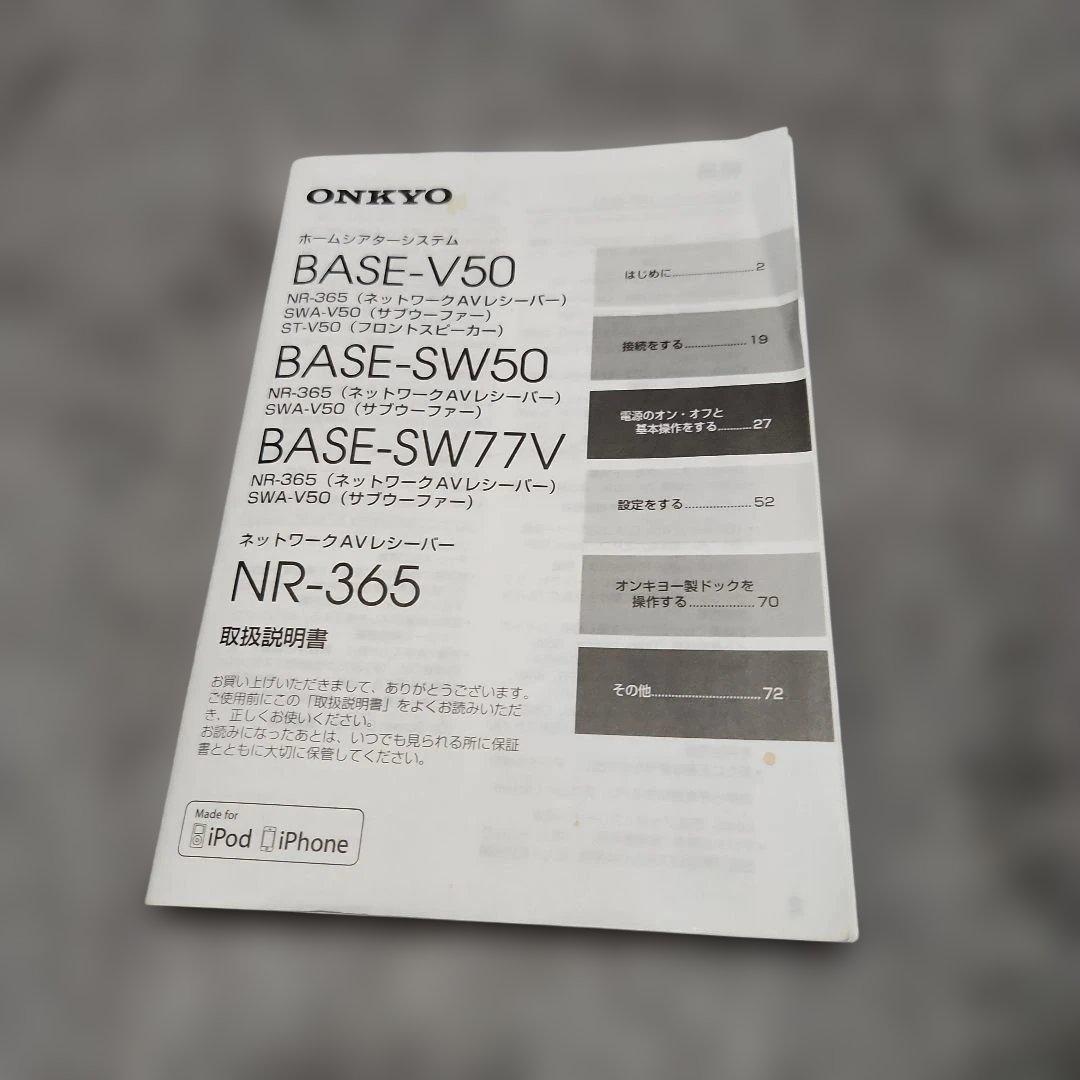 ONKYO
ホームシアターシステム
BASE-V50
NR-365（ネットワークAVレシーバー）
SWA-V50（サブウーファー）
ST-V50（フロントスピーカー）
BASE-SW50
NR-365（ネットワークAVレシーバー）
SWA-V50（サブウーファー）
BASE-SW77V
NR-365（ネットワークAVレシーバー）
SWA-V50（サブウーファー）
ネットワークAVレシーバー
NR-365
取扱説明書
お買い上げいただきまして、ありがとうございます。
ご使用前にこの「取扱説明書」をよくお読みいただ
き、正しくお使いください。
お読みになったあとは、いつでも見られる所に保証
書とともに大切に保管してください。
Made for
iPod iPhone
はじめに........................2
接続をする...................19
電源のオン・オフと
基本操作をする...........27
設定をする....................52
オンキヨー製ドックを
操作する...................70
その他.................................72